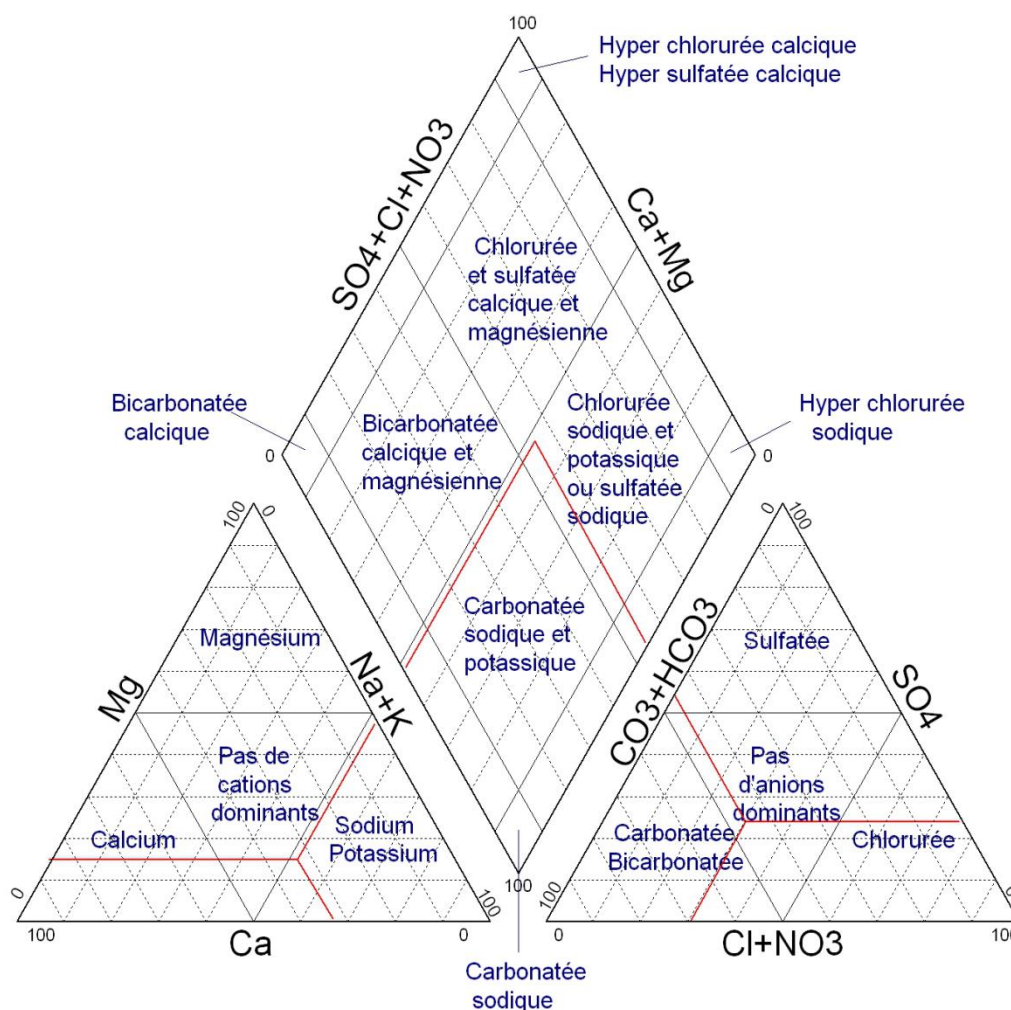 100
Hyper chlorurée calcique
Hyper sulfatée calcique
SO4+Cl+NO3
Ca+Mg
Chlorurée
et sulfatée
calcique et
magnésienne
Bicarbonatée
calcique
Bicarbonatée
calcique et
magnésienne
Chlorurée
sodique et
potassique
ou sulfatée
sodique
Hyper chlorurée
sodique
0
0
100
0
0
100
Carbonatée
sodique et
potassique
Magnésium
Sulfatée
Mg
Na+K
CO3+HCO3
SO4
Pas de
cations
dominants
Pas
d'anions
dominants
Calcium
Sodium
Potassium
Carbonatée
Bicarbonatée
Chlorurée
100
0
100
100
0
100
0
100
0
0
100
Ca
Cl+NO3
Carbonatée
sodique